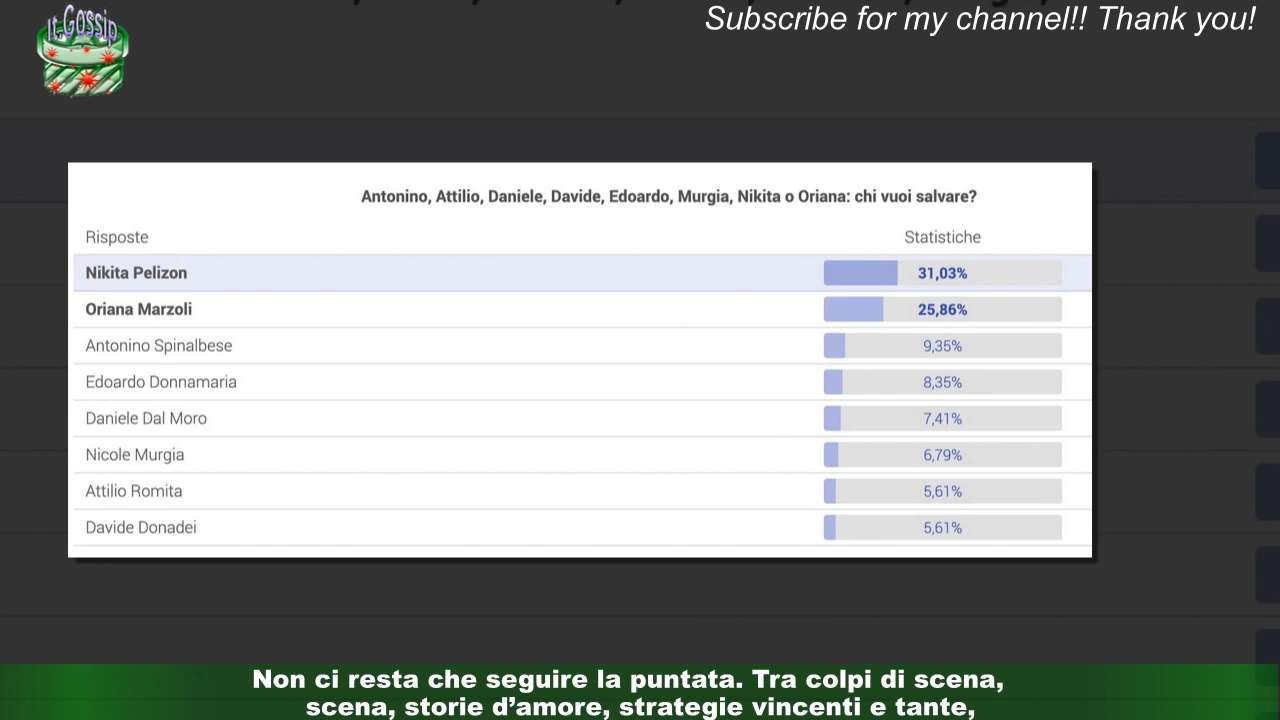 It.Gossip
Subscribe for my channel!! Thank you!
Antonino, Attilio, Daniele, Davide, Edoardo, Murgia, Nikita o Oriana: chi vuoi salvare?
Risposte Statistiche
Nikita Pelizon 31,03%
Oriana Marzoli 25,86%
Antonino Spinalbese 9,35%
Edoardo Donnamaria 8,35%
Daniele Dal Moro 7,41%
Nicole Murgia 6,79%
Attilio Romita 5,61%
Davide Donadei 5,61%
Non ci resta che seguire la puntata. Tra colpi di scena,
scena, storie d’amore, strategie vincenti e tante,